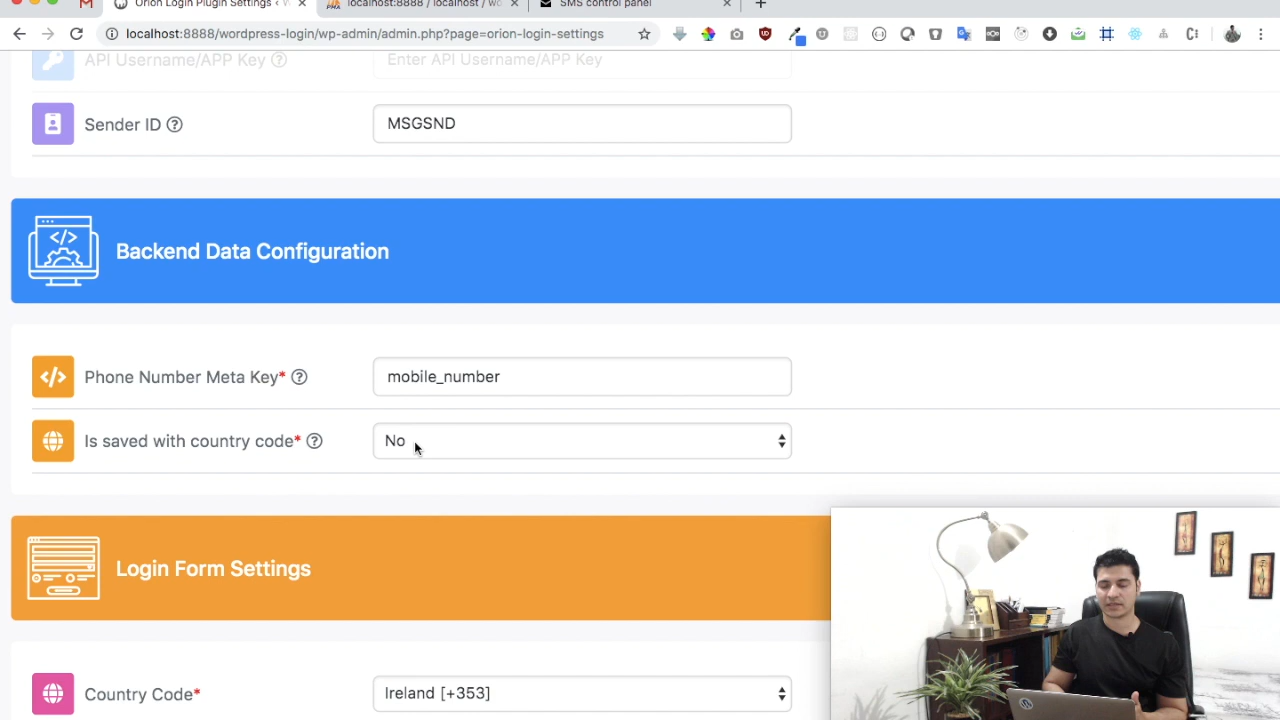 Orion Login Plugin Settings ‹
localhost:8888 / localhost / wo
SMS control panel
localhost:8888/wordpress-login/wp-admin/admin.php?page=orion-login-settings
API Username/APP Key
Enter API Username/APP Key
Sender ID
MSGSND
Backend Data Configuration
Phone Number Meta Key*
mobile_number
Is saved with country code*
No
Login Form Settings
Country Code*
Ireland [+353]